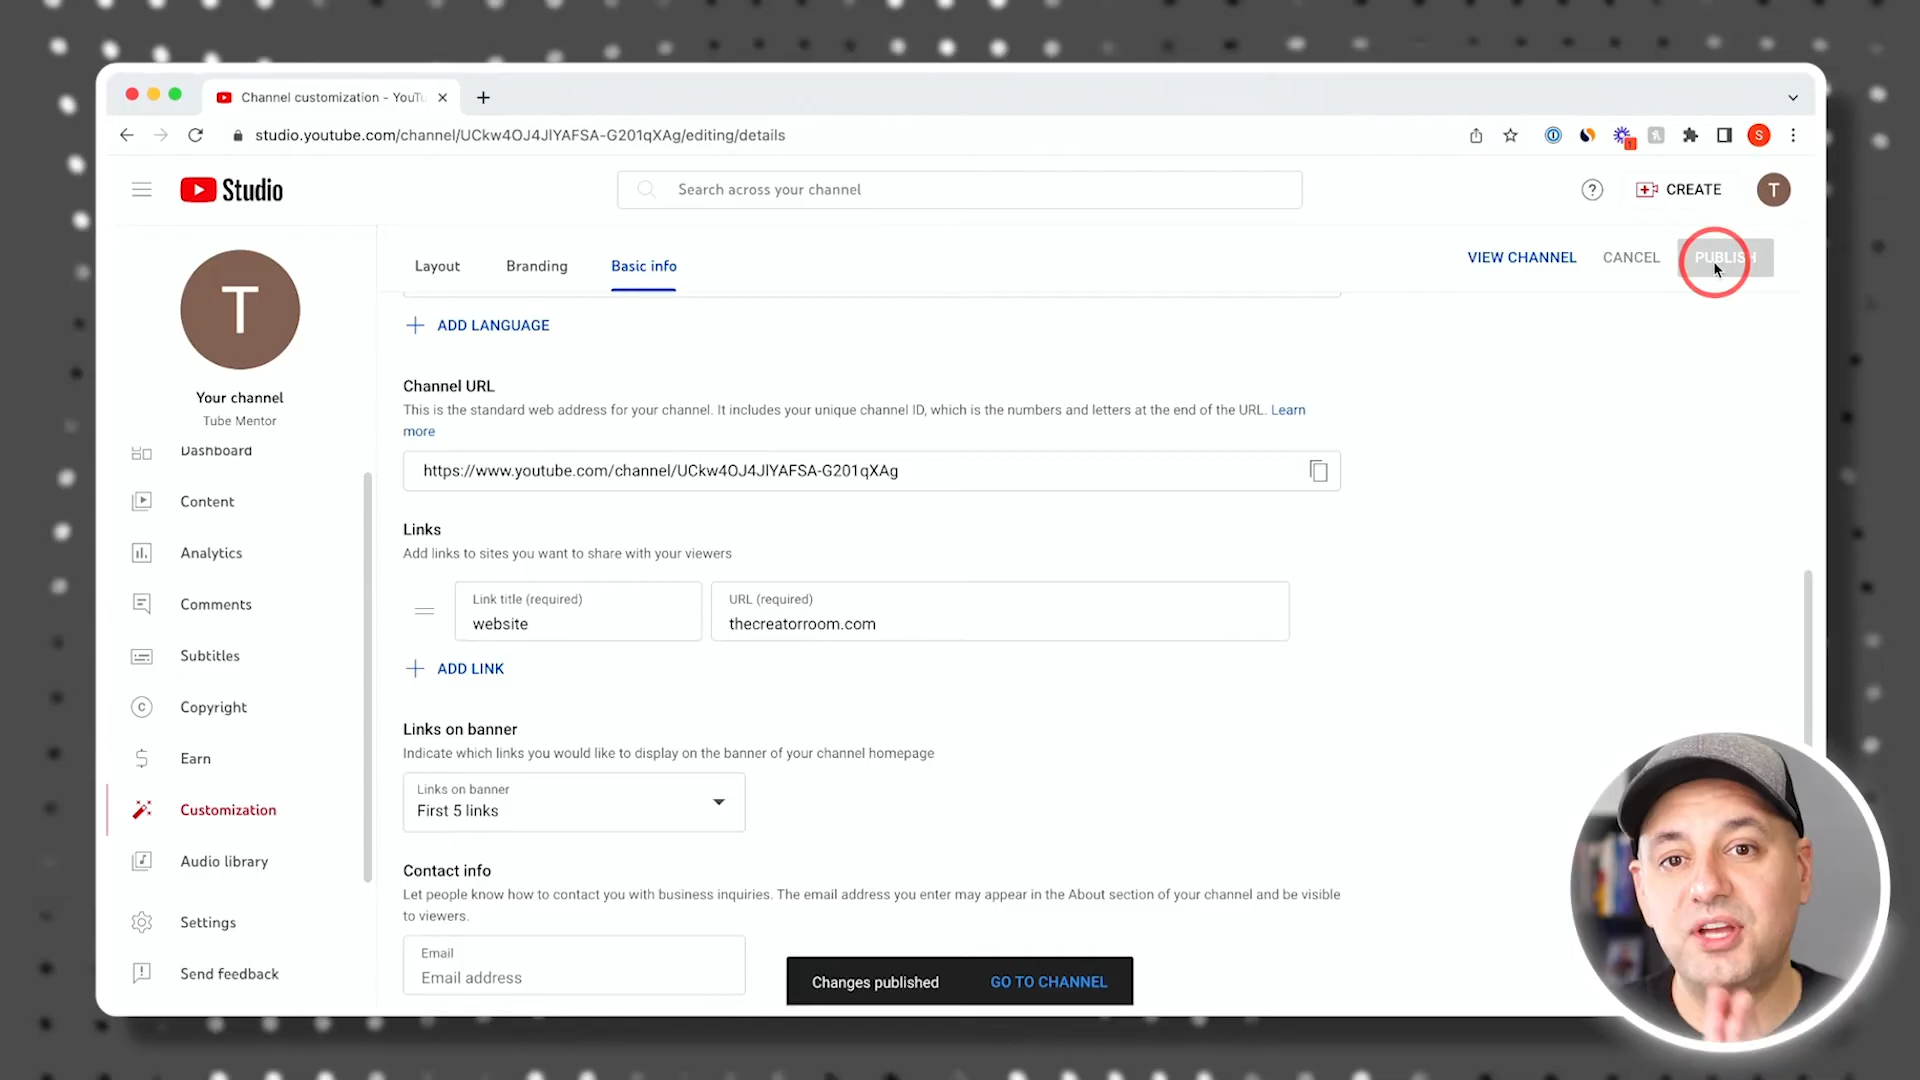 Channel customization - YouTu
studio.youtube.com/channel/UCkw4OJ4JlYAFSA-G201qXAg/editing/details
S
Studio
Search across your channel
CREATE
T
Layout
Branding
Basic info
VIEW CHANNEL
CANCEL
PUBLISH
T
Your channel
Tube Mentor
Dashboard
Content
Analytics
Comments
Subtitles
Copyright
Earn
Customization
Audio library
Settings
Send feedback
ADD LANGUAGE
Channel URL
This is the standard web address for your channel. It includes your unique channel ID, which is the numbers and letters at the end of the URL. Learn
more
https://www.youtube.com/channel/UCkw4OJ4JlYAFSA-G201qXAg
Links
Add links to sites you want to share with your viewers
Link title (required)
website
URL (required)
thecreatorroom.com
ADD LINK
Links on banner
Indicate which links you would like to display on the banner of your channel homepage
Links on banner
First 5 links
Contact info
Let people know how to contact you with business inquiries. The email address you enter may appear in the About section of your channel and be visible
to viewers.
Email
Email address
Changes published
GO TO CHANNEL